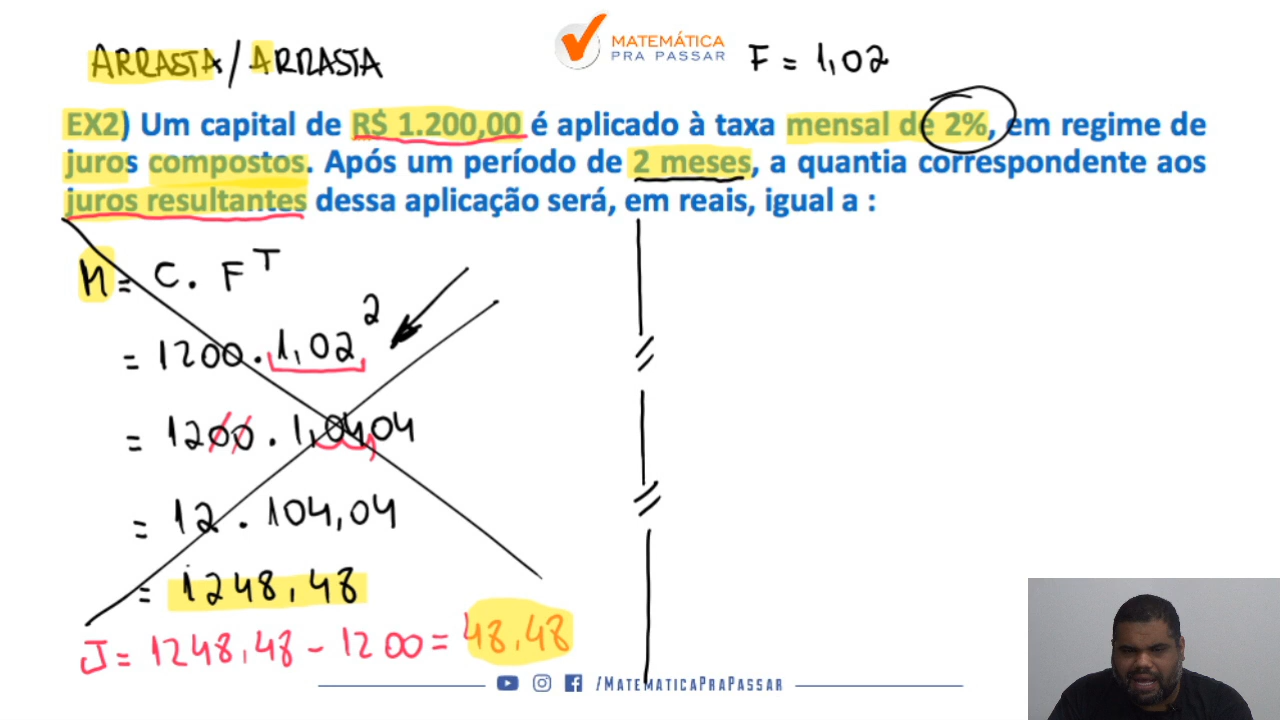 ARRASTA / ARRASTA
MATEMÁTICA
PRA PASSAR
F = 1,02
EX2) Um capital de R$ 1.200,00 é aplicado à taxa mensal de 2%, em regime de
juros compostos. Após um período de 2 meses, a quantia correspondente aos
juros resultantes dessa aplicação será, em reais, igual a :
M = C . F^T
= 1200 . 1,02^2
= 1200 . 1,0404
= 12 . 104,04
= 1248,48
J = 1248,48 - 1200 = 48,48
/MATEMATICAPRAPASSAR